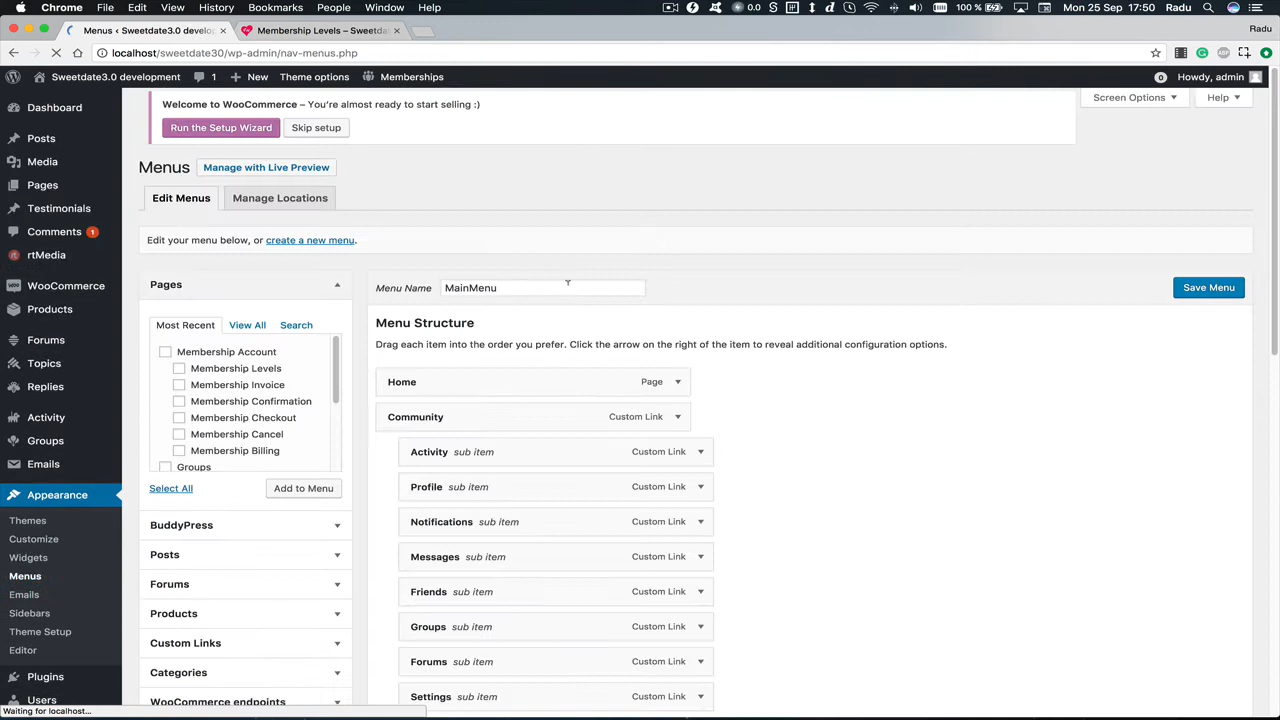 Chrome File Edit View History Bookmarks People Window Help 0.0 100 % Mon 25 Sep 17:50 Radu
Menus ‹ Sweetdate3.0 develo Membership Levels – Sweetda Radu
localhost/sweetdate30/wp-admin/nav-menus.php
Sweetdate3.0 development 1 New Theme options Memberships 0 Howdy, admin
Welcome to WooCommerce – You're almost ready to start selling :)
Run the Setup Wizard Skip setup
Screen Options Help
Menus Manage with Live Preview
Edit Menus Manage Locations
Edit your menu below, or create a new menu.
Dashboard
Posts
Media
Pages
Testimonials
Comments 1
rtMedia
WooCommerce
Products
Forums
Topics
Replies
Activity
Groups
Emails
Appearance
Themes
Customize
Widgets
Menus
Emails
Sidebars
Theme Setup
Editor
Plugins
Users
Pages
Most Recent View All Search
Membership Account
Membership Levels
Membership Invoice
Membership Confirmation
Membership Checkout
Membership Cancel
Membership Billing
Groups
Select All Add to Menu
BuddyPress
Posts
Forums
Products
Custom Links
Categories
WooCommerce endpoints
Menu Name MainMenu Save Menu
Menu Structure
Drag each item into the order you prefer. Click the arrow on the right of the item to reveal additional configuration options.
Home Page
Community Custom Link
Activity sub item Custom Link
Profile sub item Custom Link
Notifications sub item Custom Link
Messages sub item Custom Link
Friends sub item Custom Link
Groups sub item Custom Link
Forums sub item Custom Link
Settings sub item Custom Link
Waiting for localhost...